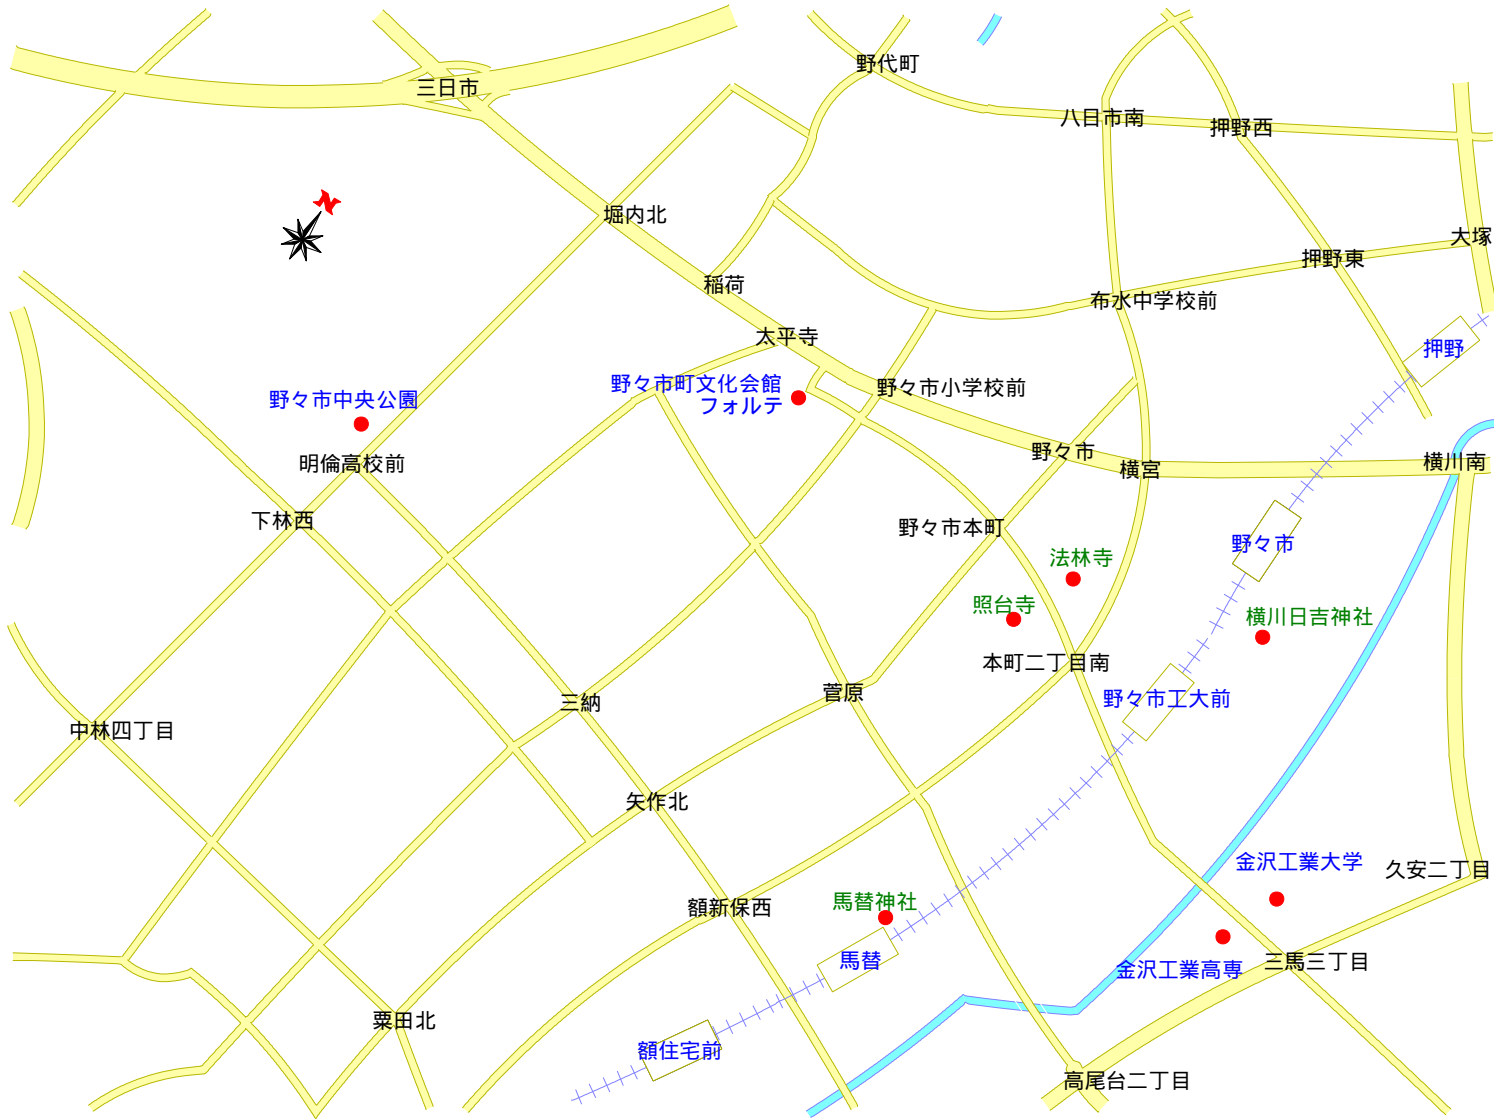 野代町
三日市
八日市南
押野西
N
堀内北
大塚
押野東
稲荷
布水中学校前
太平寺
押野
野々市町文化会館
フォルテ
野々市小学校前
野々市中央公園
野々市
横川南
明倫高校前
横宮
下林西
野々市本町
野々市
法林寺
照台寺
横川日吉神社
本町二丁目南
菅原
野々市工大前
三納
中林四丁目
矢作北
金沢工業大学
久安二丁目
額新保西
馬替神社
馬替
金沢工業高専
三馬三丁目
粟田北
額住宅前
高尾台二丁目